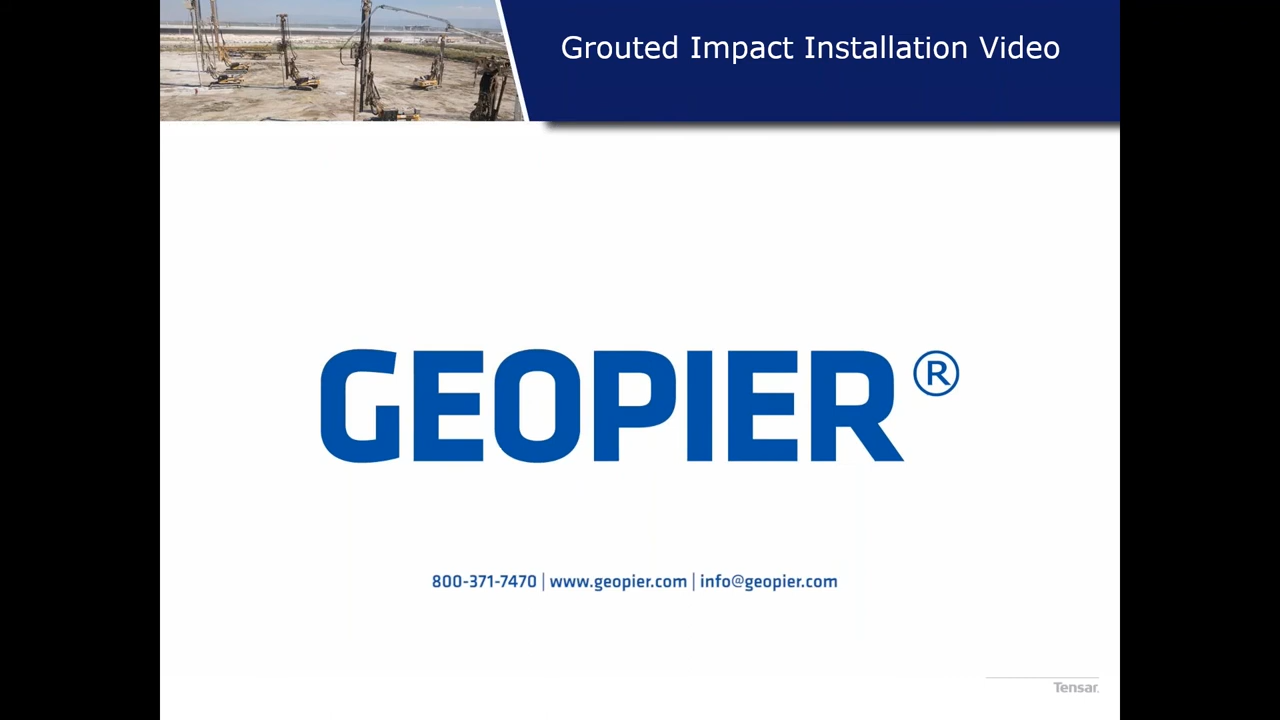 Grouted Impact Installation Video
GEOPIER®
800-371-7470 | www.geopier.com | info@geopier.com
Tensar.